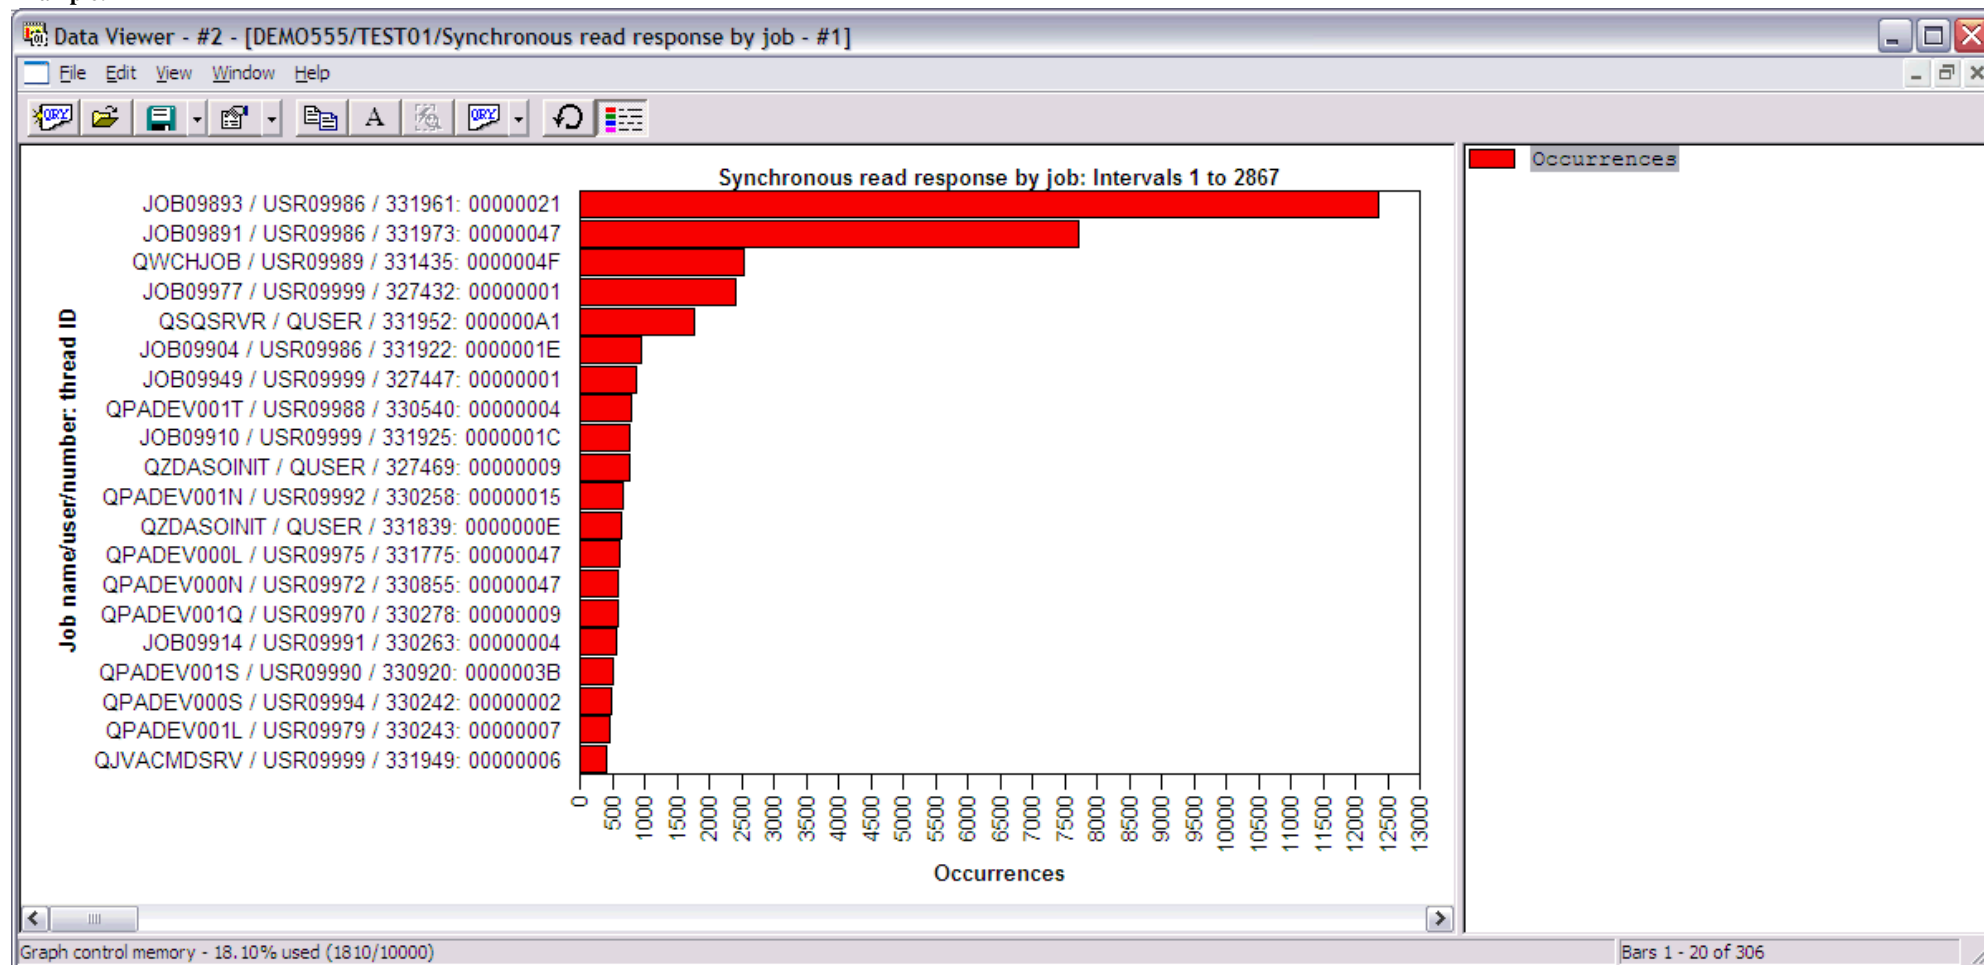 Data Viewer - #2 - [DEMO555/TEST01/Synchronous read response by job - #1]
File Edit View Window Help
QRY A QRY
Synchronous read response by job: Intervals 1 to 2867
Occurrences
Job name/user/number: thread ID
JOB09893 / USR09986 / 331961: 00000021
JOB09891 / USR09986 / 331973: 00000047
QWCHJOB / USR09989 / 331435: 0000004F
JOB09977 / USR09999 / 327432: 00000001
QSQSRVR / QUSER / 331952: 000000A1
JOB09904 / USR09986 / 331922: 0000001E
JOB09949 / USR09999 / 327447: 00000001
QPADEV001T / USR09988 / 330540: 00000004
JOB09910 / USR09999 / 331925: 0000001C
QZDASOINIT / QUSER / 327469: 00000009
QPADEV001N / USR09992 / 330258: 00000015
QZDASOINIT / QUSER / 331839: 0000000E
QPADEV000L / USR09975 / 331775: 00000047
QPADEV000N / USR09972 / 330855: 00000047
QPADEV001Q / USR09970 / 330278: 00000009
JOB09914 / USR09991 / 330263: 00000004
QPADEV001S / USR09990 / 330920: 0000003B
QPADEV000S / USR09994 / 330242: 00000002
QPADEV001L / USR09979 / 330243: 00000007
QJVACMDSRV / USR09999 / 331949: 00000006
0 500 1000 1500 2000 2500 3000 3500 4000 4500 5000 5500 6000 6500 7000 7500 8000 8500 9000 9500 10000 10500 11000 11500 12000 12500 13000
Occurrences
Graph control memory - 18.10% used (1810/10000)
Bars 1 - 20 of 306